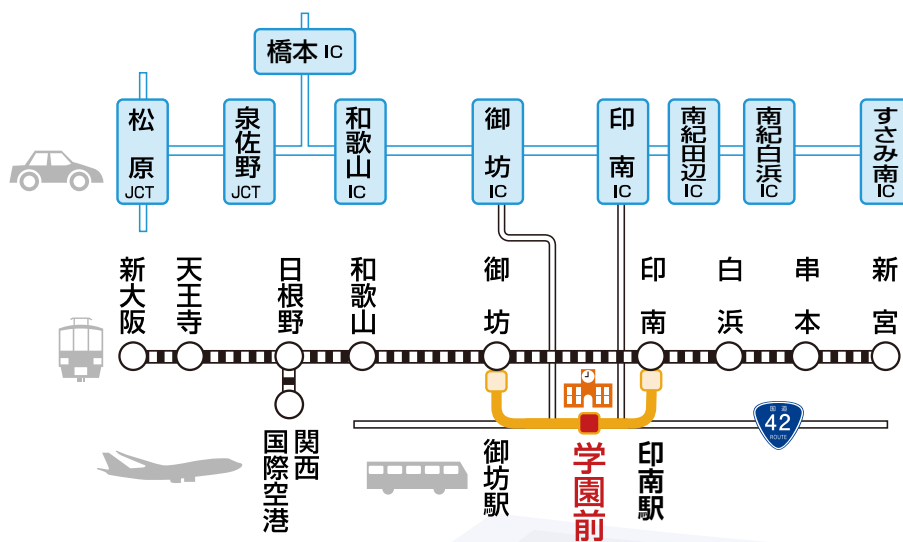 橋本 IC
松原 JCT
泉佐野 JCT
和歌山 IC
御坊 IC
印南 IC
南紀田辺 IC
南紀白浜 IC
すさみ南 IC
新大阪
天王寺
日根野
和歌山
御坊
印南
白浜
串本
新宮
関西
国際空港
御坊駅
学園前
印南駅
国道
42
ROUTE